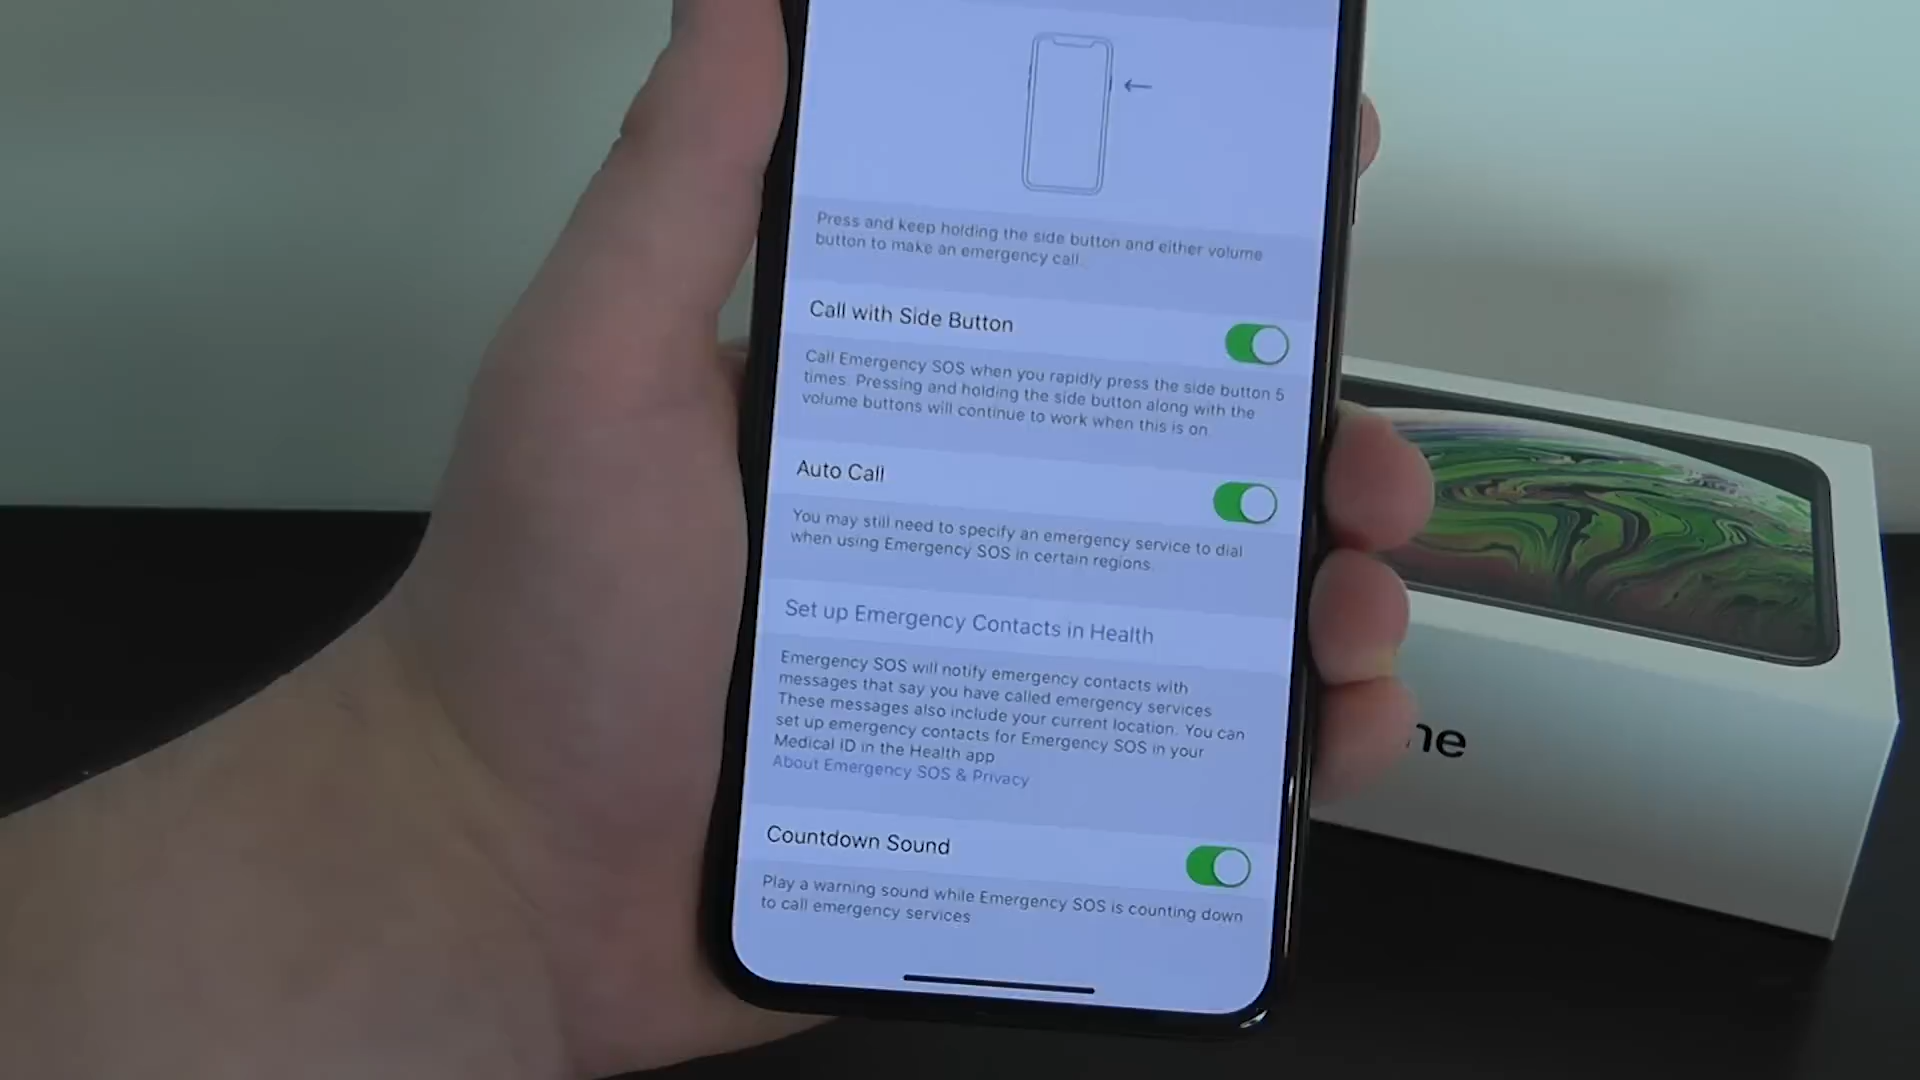 Press and keep holding the side button and either volume
button to make an emergency call.
Call with Side Button
Call Emergency SOS when you rapidly press the side button 5
times. Pressing and holding the side button along with the
volume buttons will continue to work when this is on.
Auto Call
You may still need to specify an emergency service to dial
when using Emergency SOS in certain regions.
Set up Emergency Contacts in Health
Emergency SOS will notify emergency contacts with
messages that say you have called emergency services.
These messages also include your current location. You can
set up emergency contacts for Emergency SOS in your
Medical ID in the Health app.
About Emergency SOS & Privacy
Countdown Sound
Play a warning sound while Emergency SOS is counting down
to call emergency services.
ne